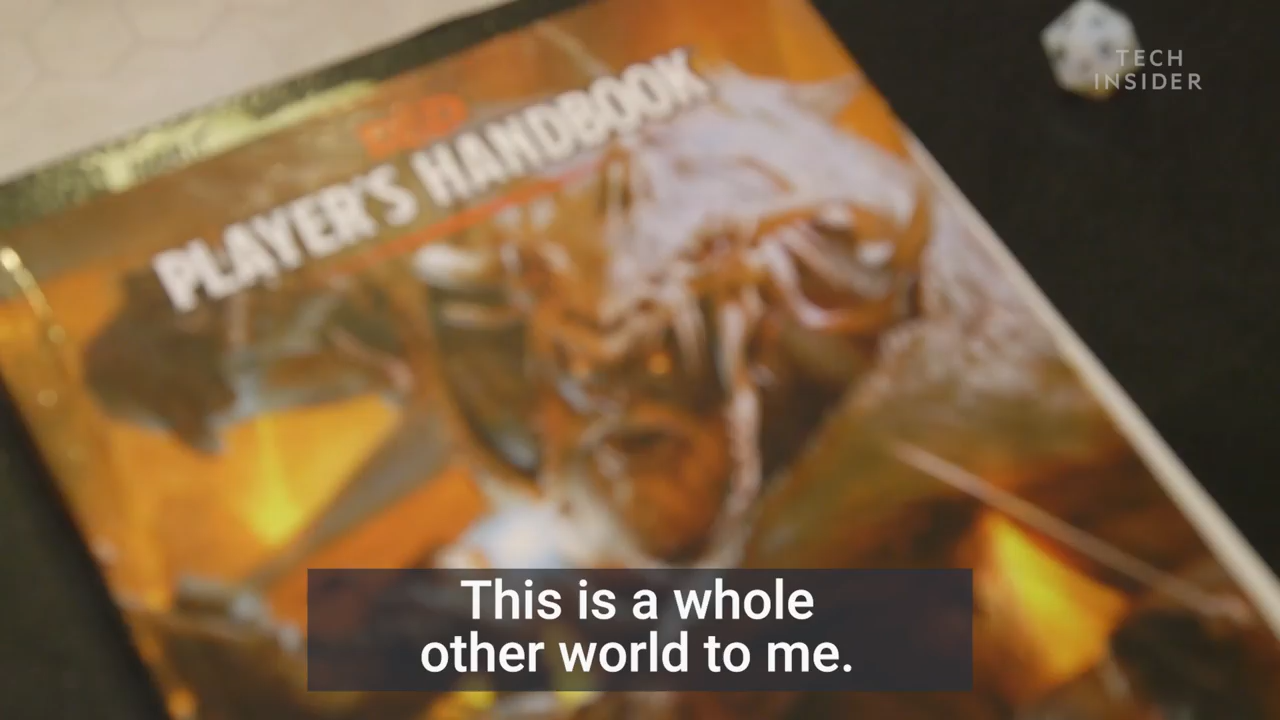 TECH
INSIDER
PLAYER'S HANDBOOK
This is a whole
other world to me.